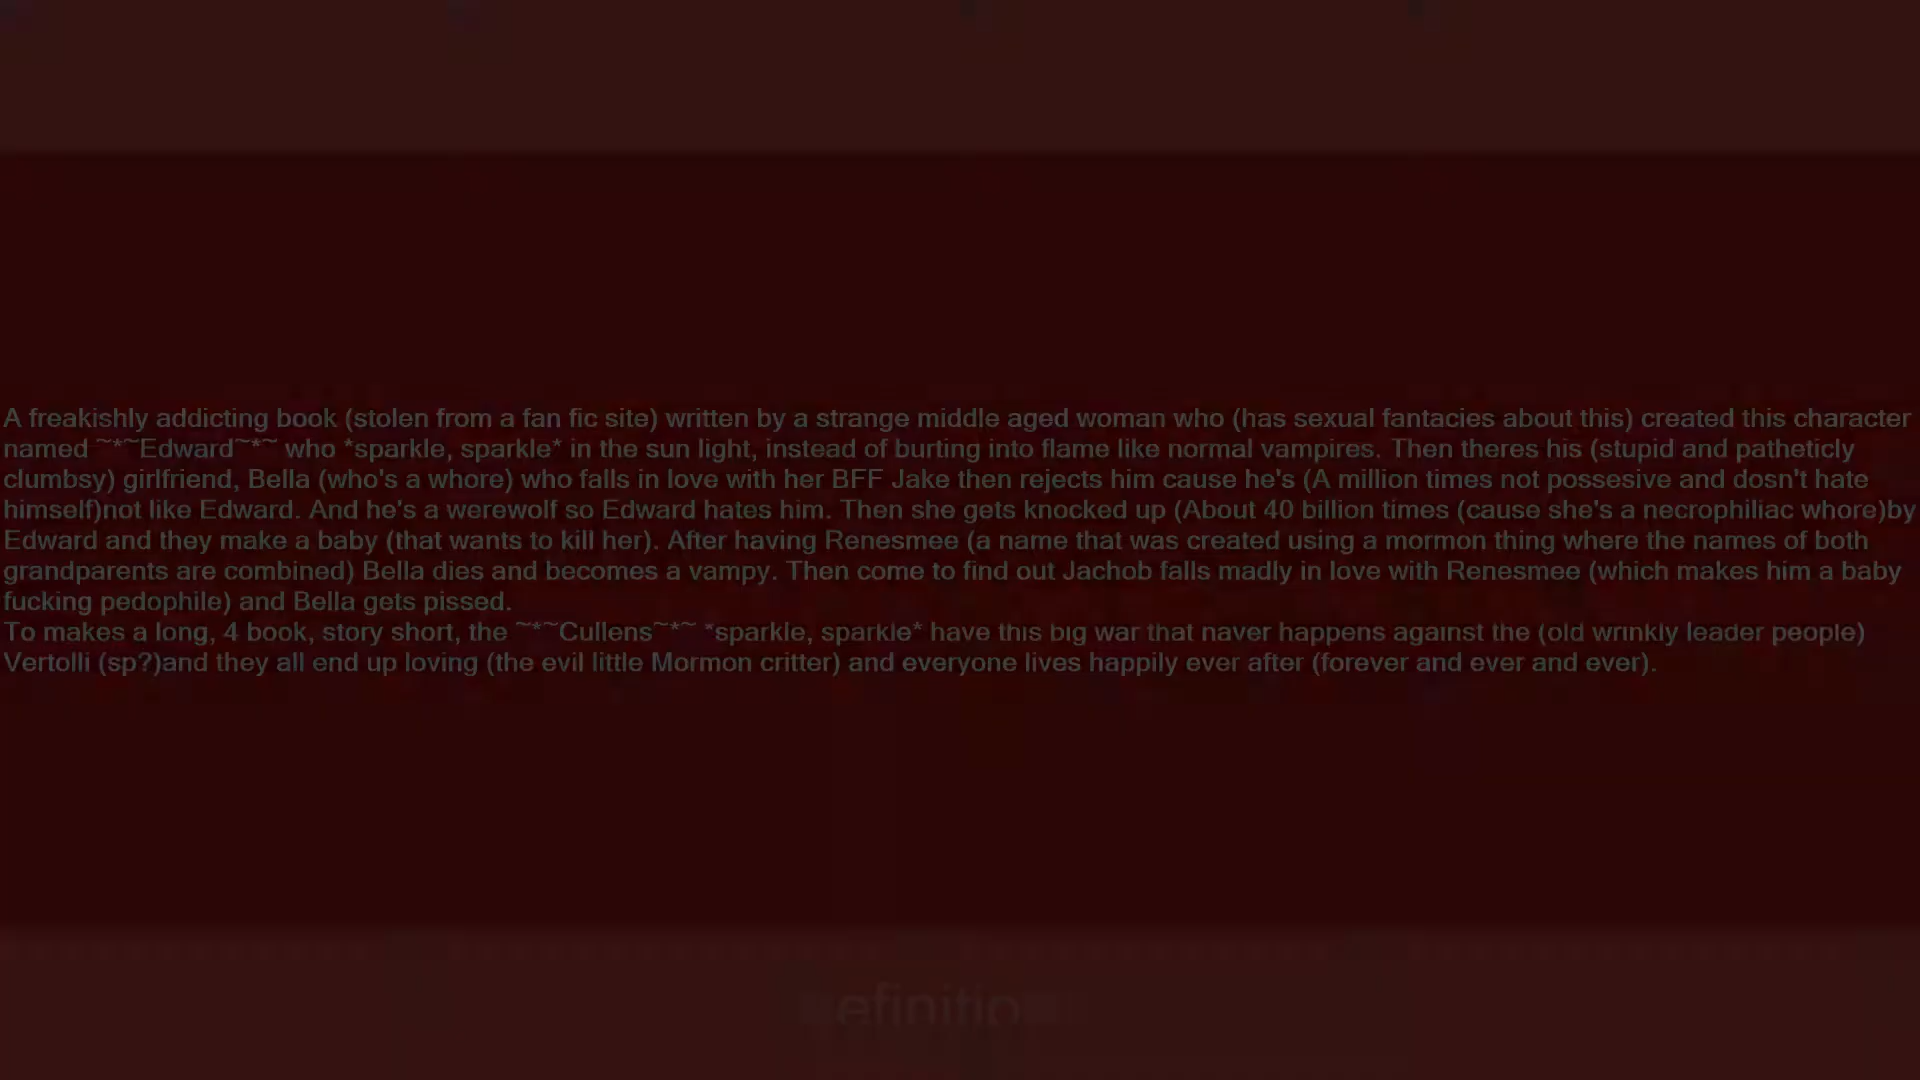 A freakishly addicting book (stolen from a fan fic site) written by a strange middle aged woman who (has sexual fantacies about this) created this character
named ~*~Edward~*~ who *sparkle, sparkle* in the sun light, instead of burting into flame like normal vampires. Then theres his (stupid and patheticly
clumbsy) girlfriend, Bella (who's a whore) who falls in love with her BFF Jake then rejects him cause he's (A million times not possesive and dosn't hate
himself)not like Edward. And he's a werewolf so Edward hates him. Then she gets knocked up (About 40 billion times (cause she's a necrophiliac whore)by
Edward and they make a baby (that wants to kill her). After having Renesmee (a name that was created using a mormon thing where the names of both
grandparents are combined) Bella dies and becomes a vampy. Then come to find out Jachob falls madly in love with Renesmee (which makes him a baby
fucking pedophile) and Bella gets pissed.
To makes a long, 4 book, story short, the ~*~Cullens~*~ *sparkle, sparkle* have this big war that naver happens against the (old wrinkly leader people)
Vertolli (sp?)and they all end up loving (the evil little Mormon critter) and everyone lives happily ever after (forever and ever and ever).